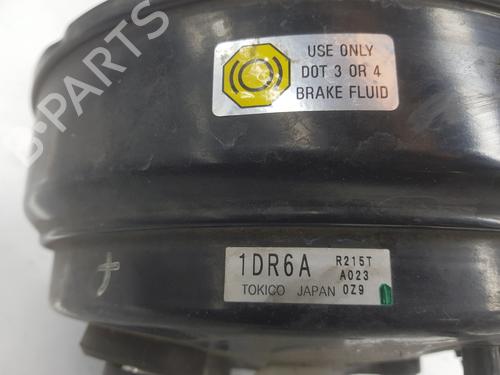 USE ONLY
DOT 3 OR 4
BRAKE FLUID
1DR6A R215T
A023
TOKICO JAPAN 0Z9
B-Parts